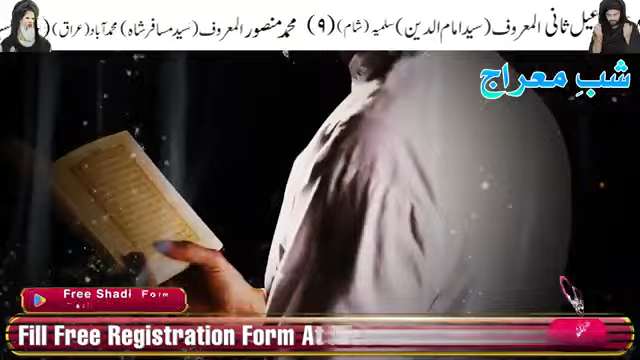 عیل ثانی المعروف (سید امام الدین) سلمیہ (شام) (۹) محمد منصور المعروف (سید مسافر شاہ) محمد آباد (عراق)
شبِ معراج
Free Shadi Form
Fill Free Registration Form At